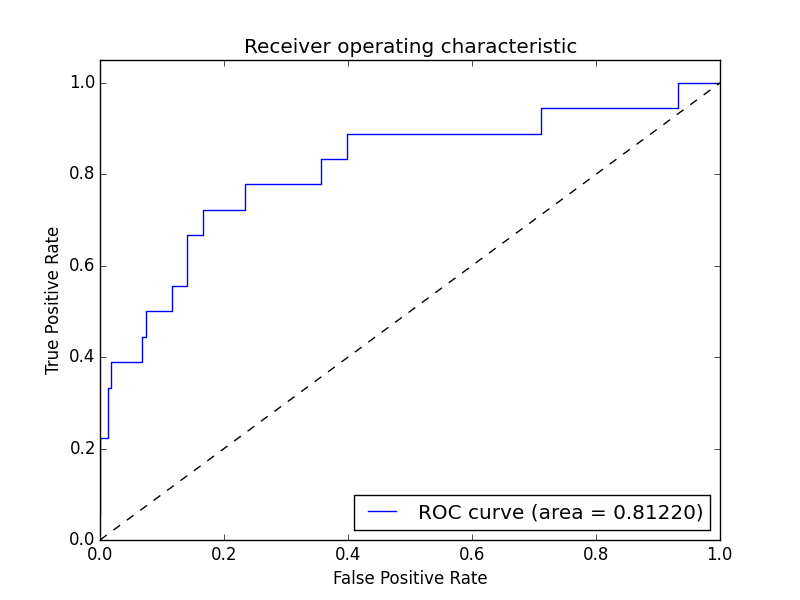 Receiver operating characteristic
1.0
0.8
0.6
0.4
0.2
0.0
True Positive Rate
ROC curve (area = 0.81220)
0.0 0.2 0.4 0.6 0.8 1.0
False Positive Rate